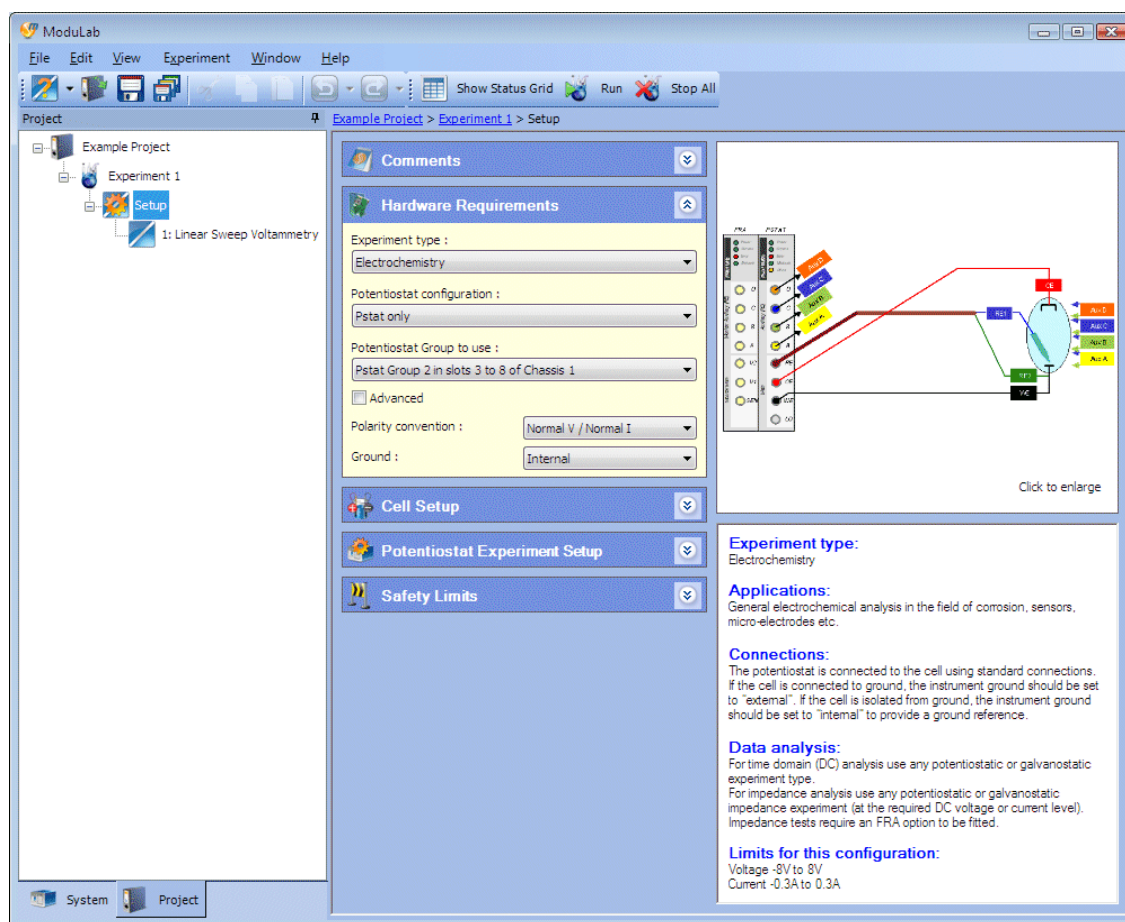 ModuLab
File Edit View Experiment Window Help
Show Status Grid Run Stop All
Project
Example Project > Experiment 1 > Setup
Example Project
Experiment 1
Setup
1: Linear Sweep Voltammetry
Comments
Hardware Requirements
Experiment type :
Electrochemistry
Potentiostat configuration :
Pstat only
Potentiostat Group to use :
Pstat Group 2 in slots 3 to 8 of Chassis 1
Advanced
Polarity convention : Normal V / Normal I
Ground : Internal
Cell Setup
Potentiostat Experiment Setup
Safety Limits
FRA PSTAT
Aux D
Aux C
Aux B
Aux A
D D
C C
B B
A A
CE
RE1
RE2
WE
Aux D
Aux C
Aux B
Aux A
Click to enlarge
Experiment type:
Electrochemistry
Applications:
General electrochemical analysis in the field of corrosion, sensors,
micro-electrodes etc.
Connections:
The potentiostat is connected to the cell using standard connections.
If the cell is connected to ground, the instrument ground should be set
to "external". If the cell is isolated from ground, the instrument ground
should be set to "internal" to provide a ground reference.
Data analysis:
For time domain (DC) analysis use any potentiostatic or galvanostatic
experiment type.
For impedance analysis use any potentiostatic or galvanostatic
impedance experiment (at the required DC voltage or current level).
Impedance tests require an FRA option to be fitted.
Limits for this configuration:
Voltage -8V to 8V
Current -0.3A to 0.3A
System Project